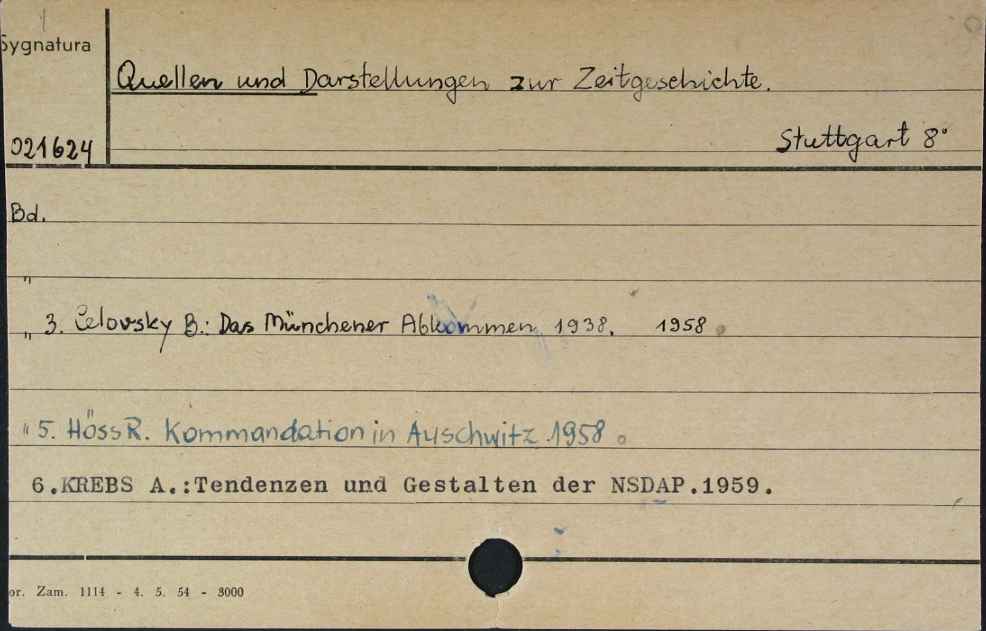 Sygnatura
Quellen und Darstellungen zur Zeitgeschichte.
021624
Stuttgart 8°
Bd.
"
" 3. Celovsky B.: Das Münchener Abkommen 1938. 1958
" 5. Höss R. Kommandation in Auschwitz 1958
6.KREBS A.:Tendenzen und Gestalten der NSDAP.1959.
or. Zam. 1114 - 4. 5. 54 - 3000